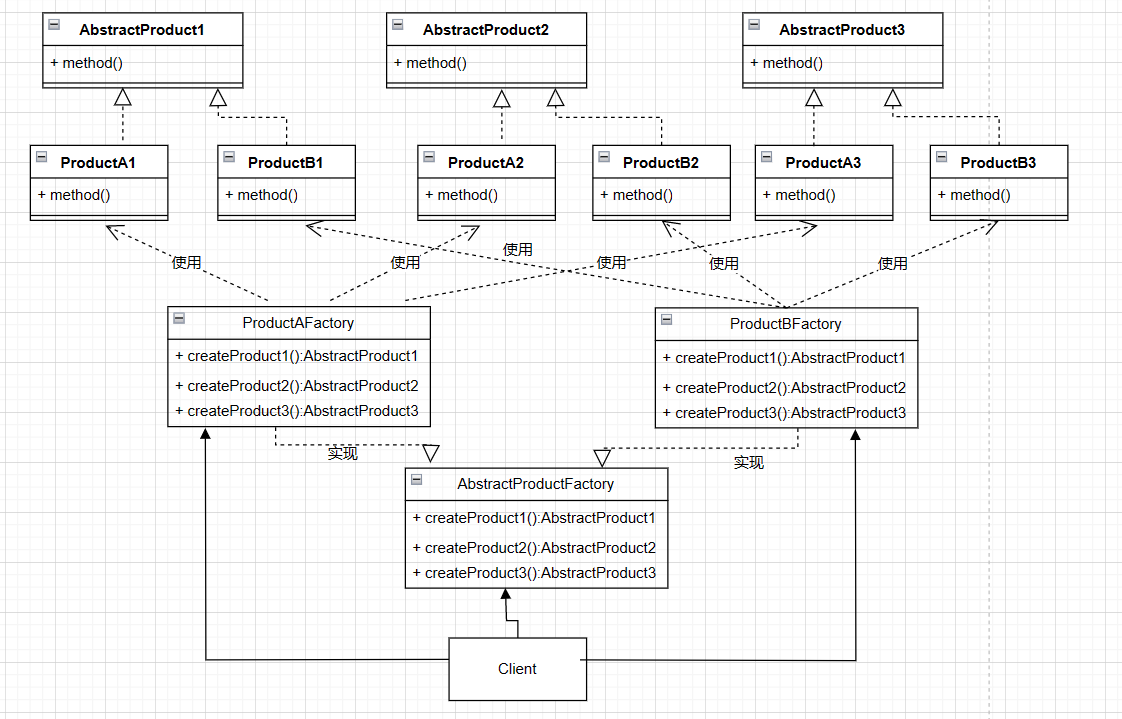 AbstractProduct1
+ method()
AbstractProduct2
+ method()
AbstractProduct3
+ method()
ProductA1
+ method()
ProductB1
+ method()
ProductA2
+ method()
ProductB2
+ method()
ProductA3
+ method()
ProductB3
+ method()
使用
使用
使用
使用
使用
使用
ProductAFactory
+ createProduct1():AbstractProduct1
+ createProduct2():AbstractProduct2
+ createProduct3():AbstractProduct3
ProductBFactory
+ createProduct1():AbstractProduct1
+ createProduct2():AbstractProduct2
+ createProduct3():AbstractProduct3
实现
实现
AbstractProductFactory
+ createProduct1():AbstractProduct1
+ createProduct2():AbstractProduct2
+ createProduct3():AbstractProduct3
Client